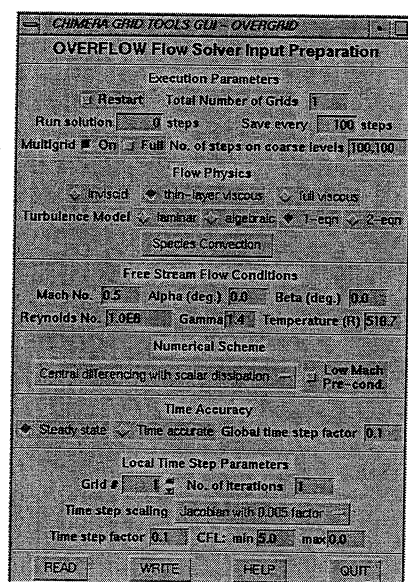 CHIMERA GRID TOOLS GUI - OVERGRID
OVERFLOW Flow Solver Input Preparation
Execution Parameters
Restart Total Number of Grids 1
Run solution 0 steps Save every 100 steps
Multigrid On Full No. of steps on coarse levels 100,100
Flow Physics
inviscid thin-layer viscous full viscous
Turbulence Model laminar algebraic 1-eqn 2-eqn
Species Convection
Free Stream Flow Conditions
Mach No. 0.5 Alpha (deg.) 0.0 Beta (deg.) 0.0
Reynolds No. 1.0E6 Gamma 1.4 Temperature (R) 518.7
Numerical Scheme
Central differencing with scalar dissipation Low Mach
Pre-cond.
Time Accuracy
Steady state Time accurate Global time step factor 0.1
Local Time Step Parameters
Grid # 1 No. of iterations 1
Time step scaling Jacobian with 0.005 factor
Time step factor 0.1 CFL: min 5.0 max 0.0
READ WRITE HELP QUIT